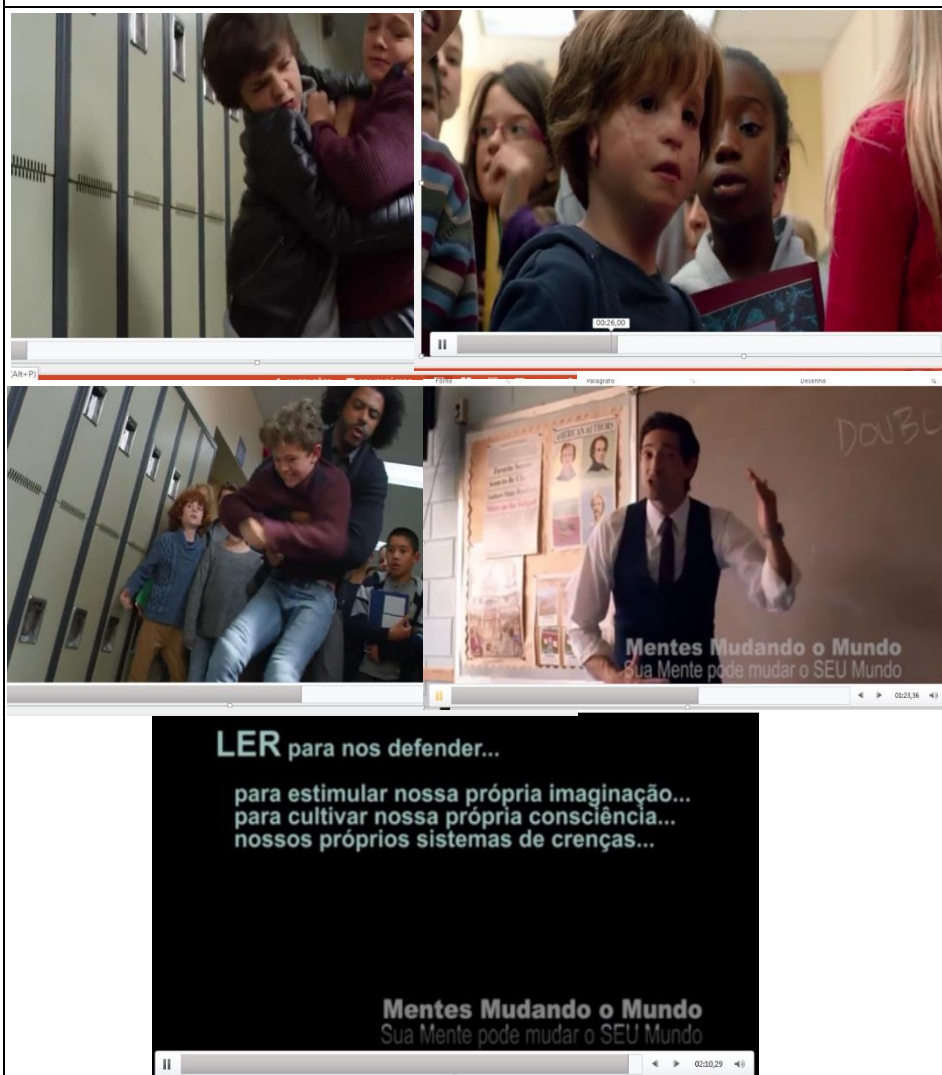 00:26,00
(Alt+P)
Fonte
Parágrafo
Desenho
AMERICAN AUTHORS
DOUBL
Mentes Mudando o Mundo
Sua Mente pode mudar o SEU Mundo
01:23,36
LER para nos defender...
para estimular nossa própria imaginação...
para cultivar nossa própria consciência...
nossos próprios sistemas de crenças...
Mentes Mudando o Mundo
Sua Mente pode mudar o SEU Mundo
02:10,29